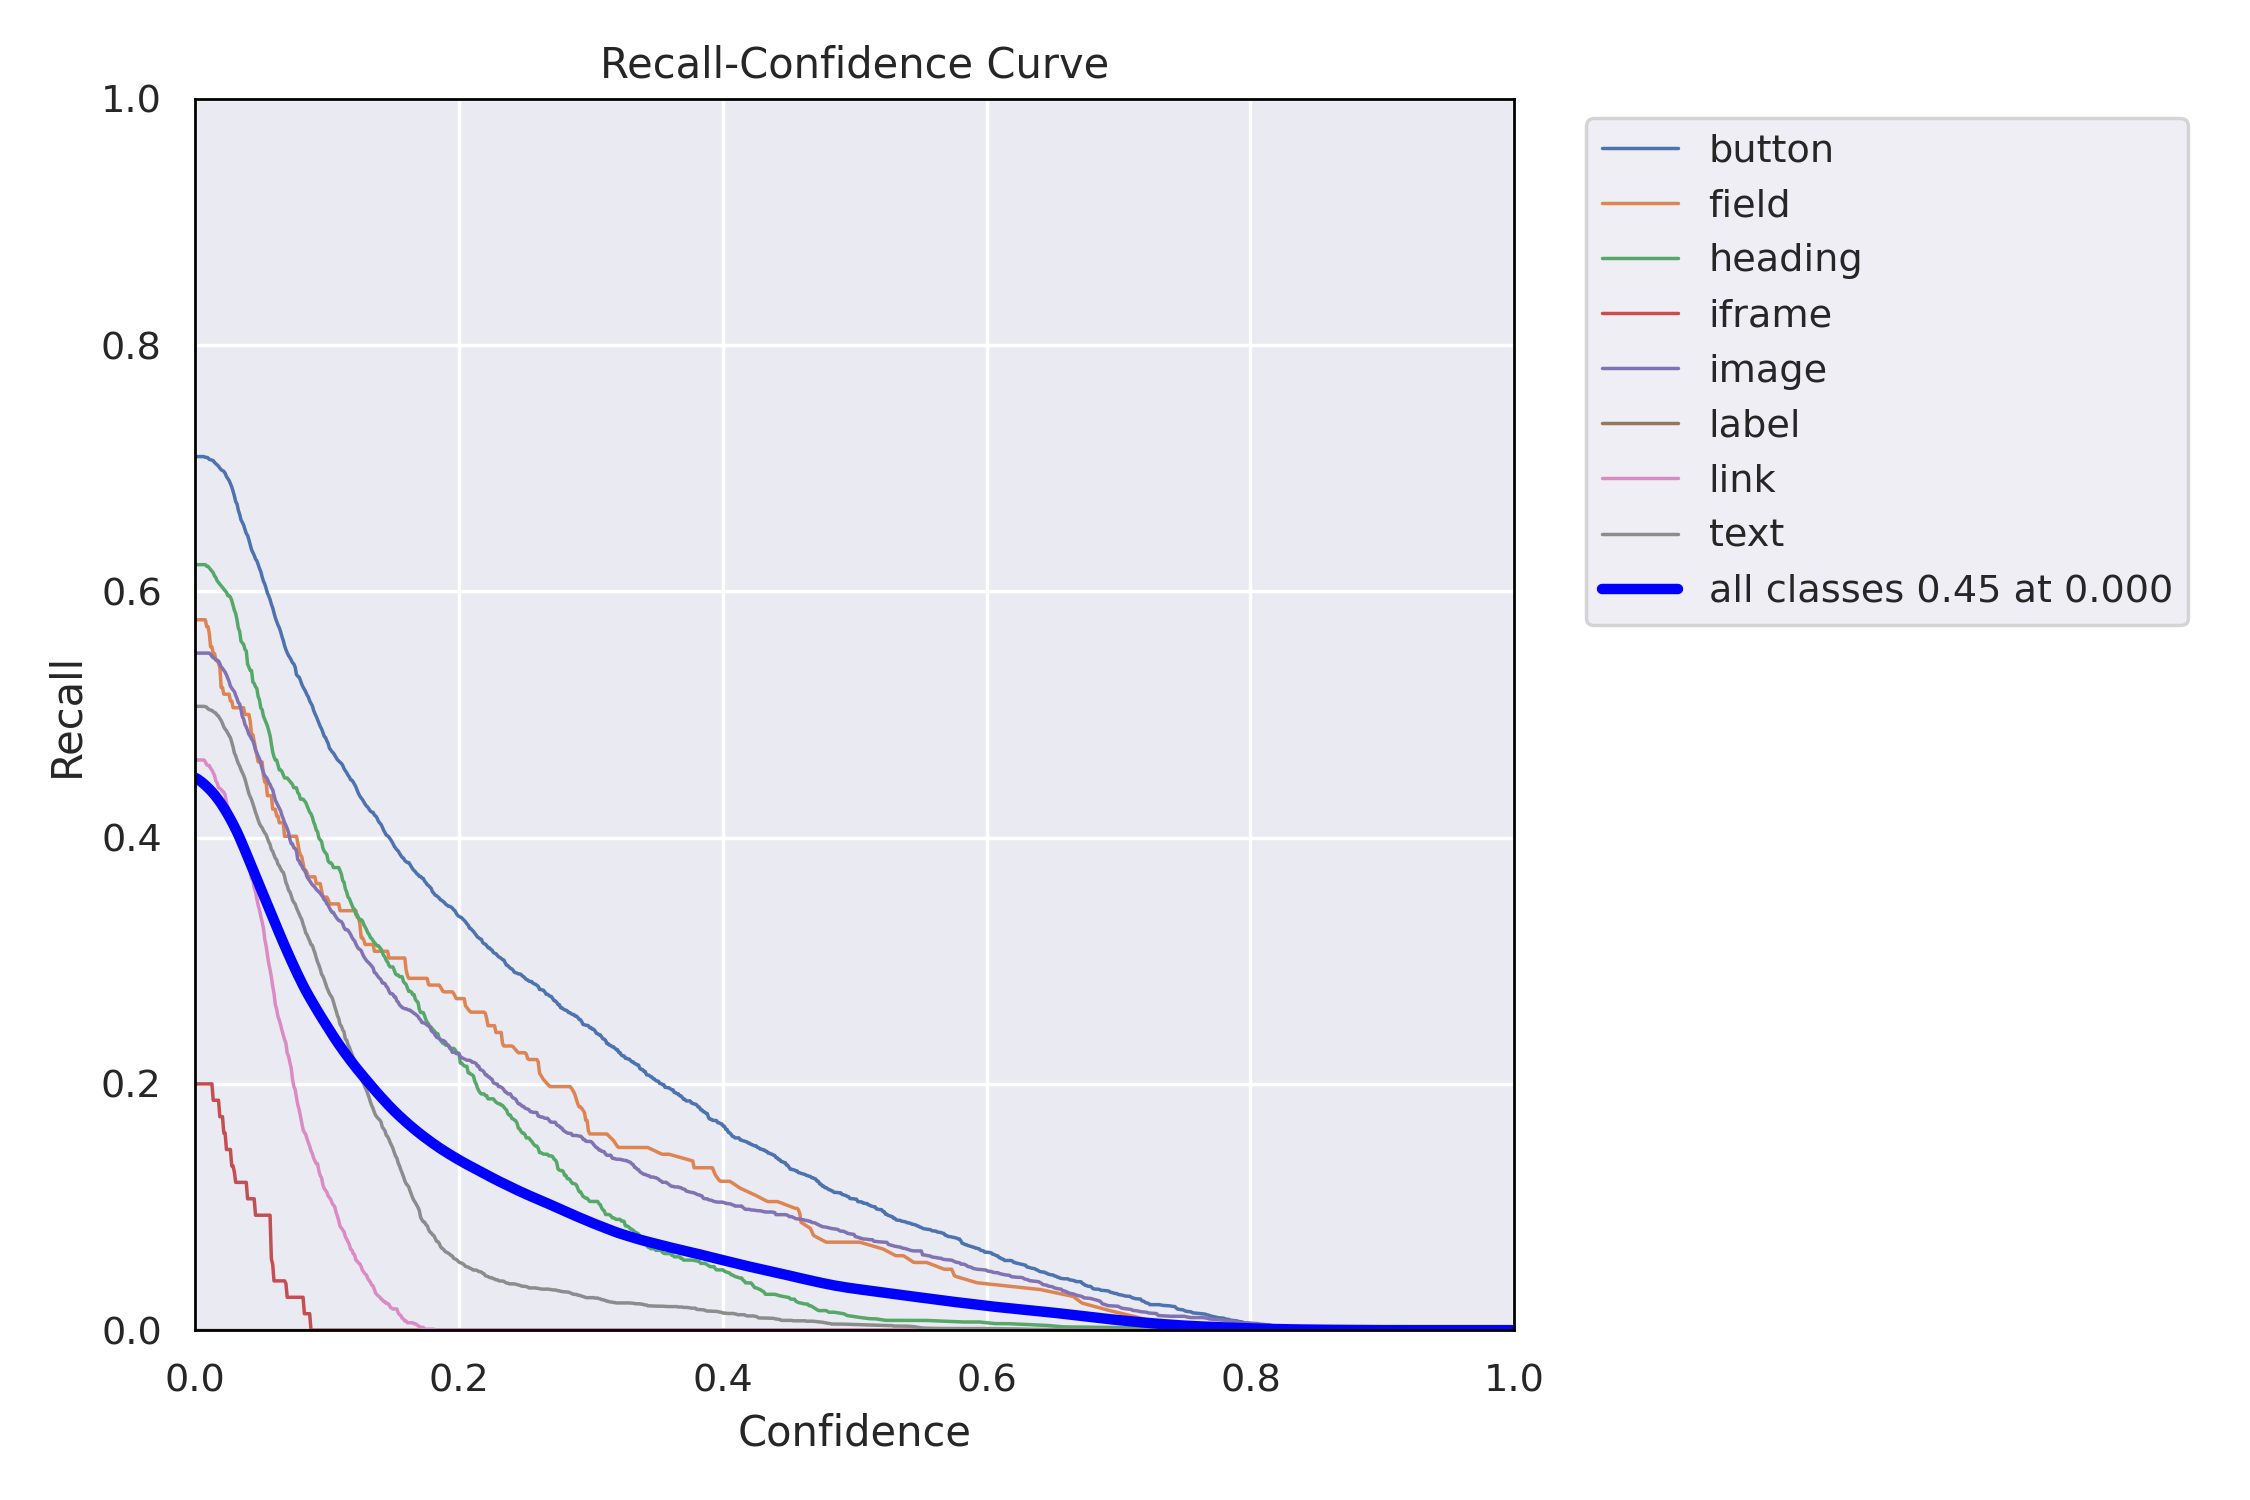 Recall-Confidence Curve
1.0
0.8
0.6
0.4
0.2
0.0
Recall
0.0 0.2 0.4 0.6 0.8 1.0
Confidence
button
field
heading
iframe
image
label
link
text
all classes 0.45 at 0.000